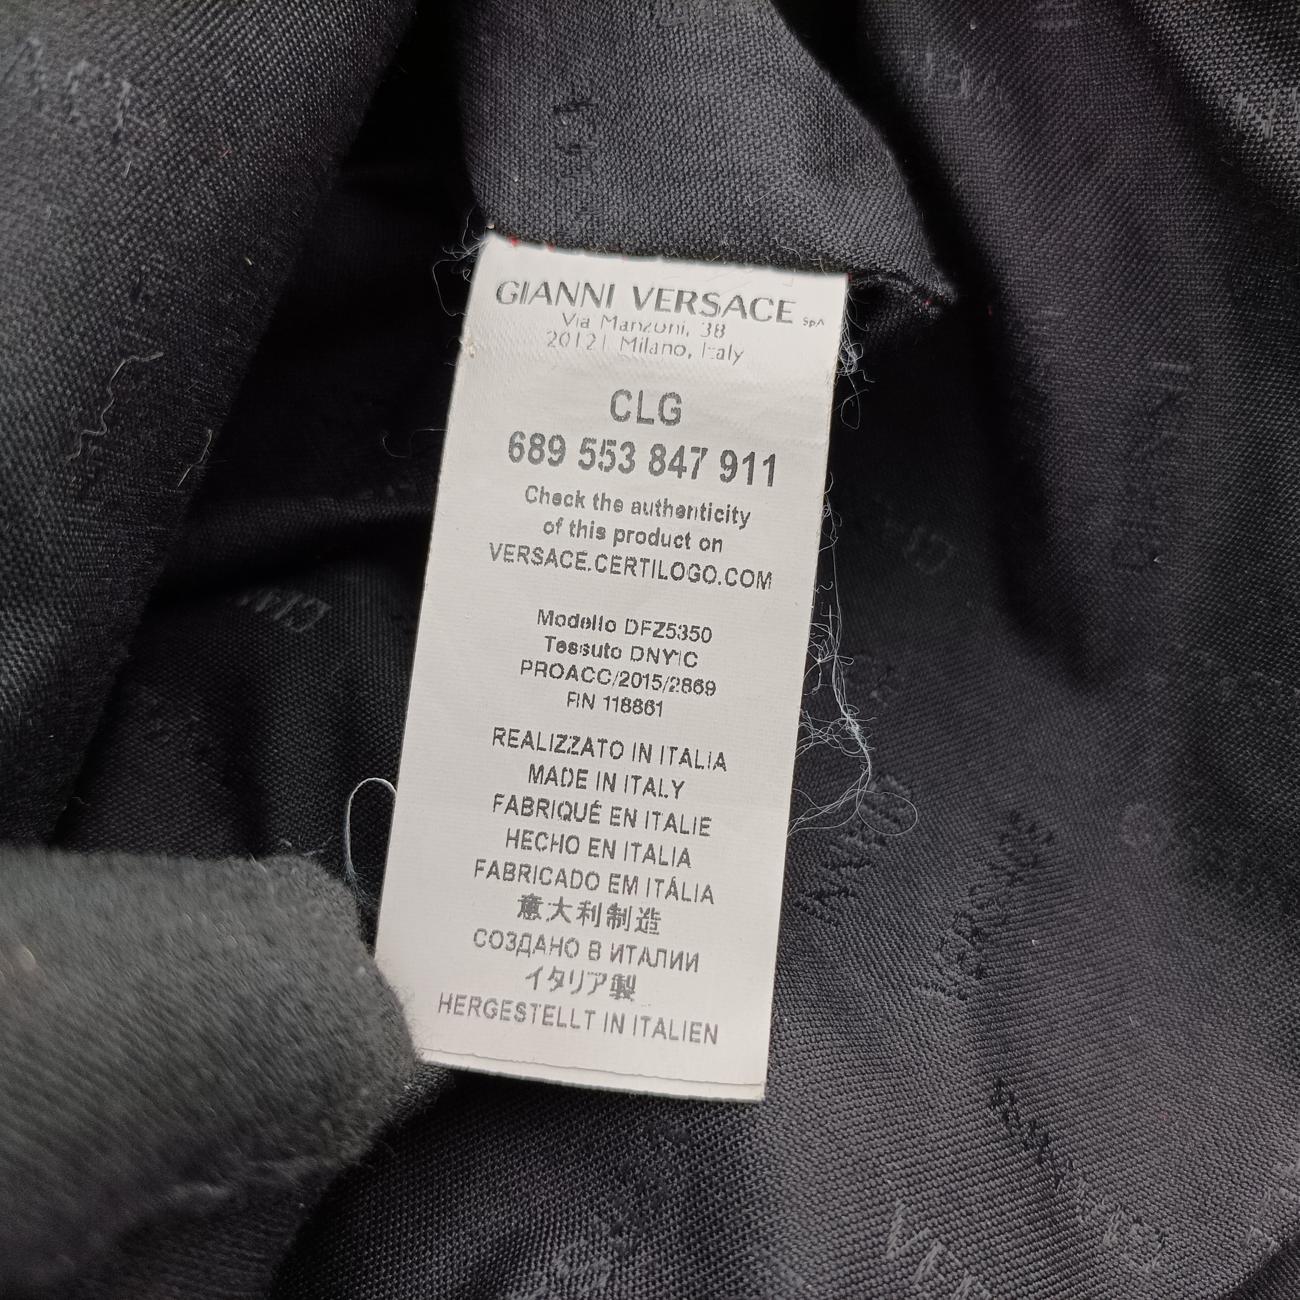 GIANNI VERSACE SpA
Via Manzoni, 38
20121 Milano, Italy
CLG
689 553 847 911
Check the authenticity
of this product on
VERSACE.CERTILOGO.COM
Modello DFZ5350
Tessuto DNY1C
PROACC/2015/2869
RN 118861
REALIZZATO IN ITALIA
MADE IN ITALY
FABRIQUÉ EN ITALIE
HECHO EN ITALIA
FABRICADO EM ITÁLIA
意大利制造
СОЗДАНО В ИТАЛИИ
イタリア製
HERGESTELLT IN ITALIEN